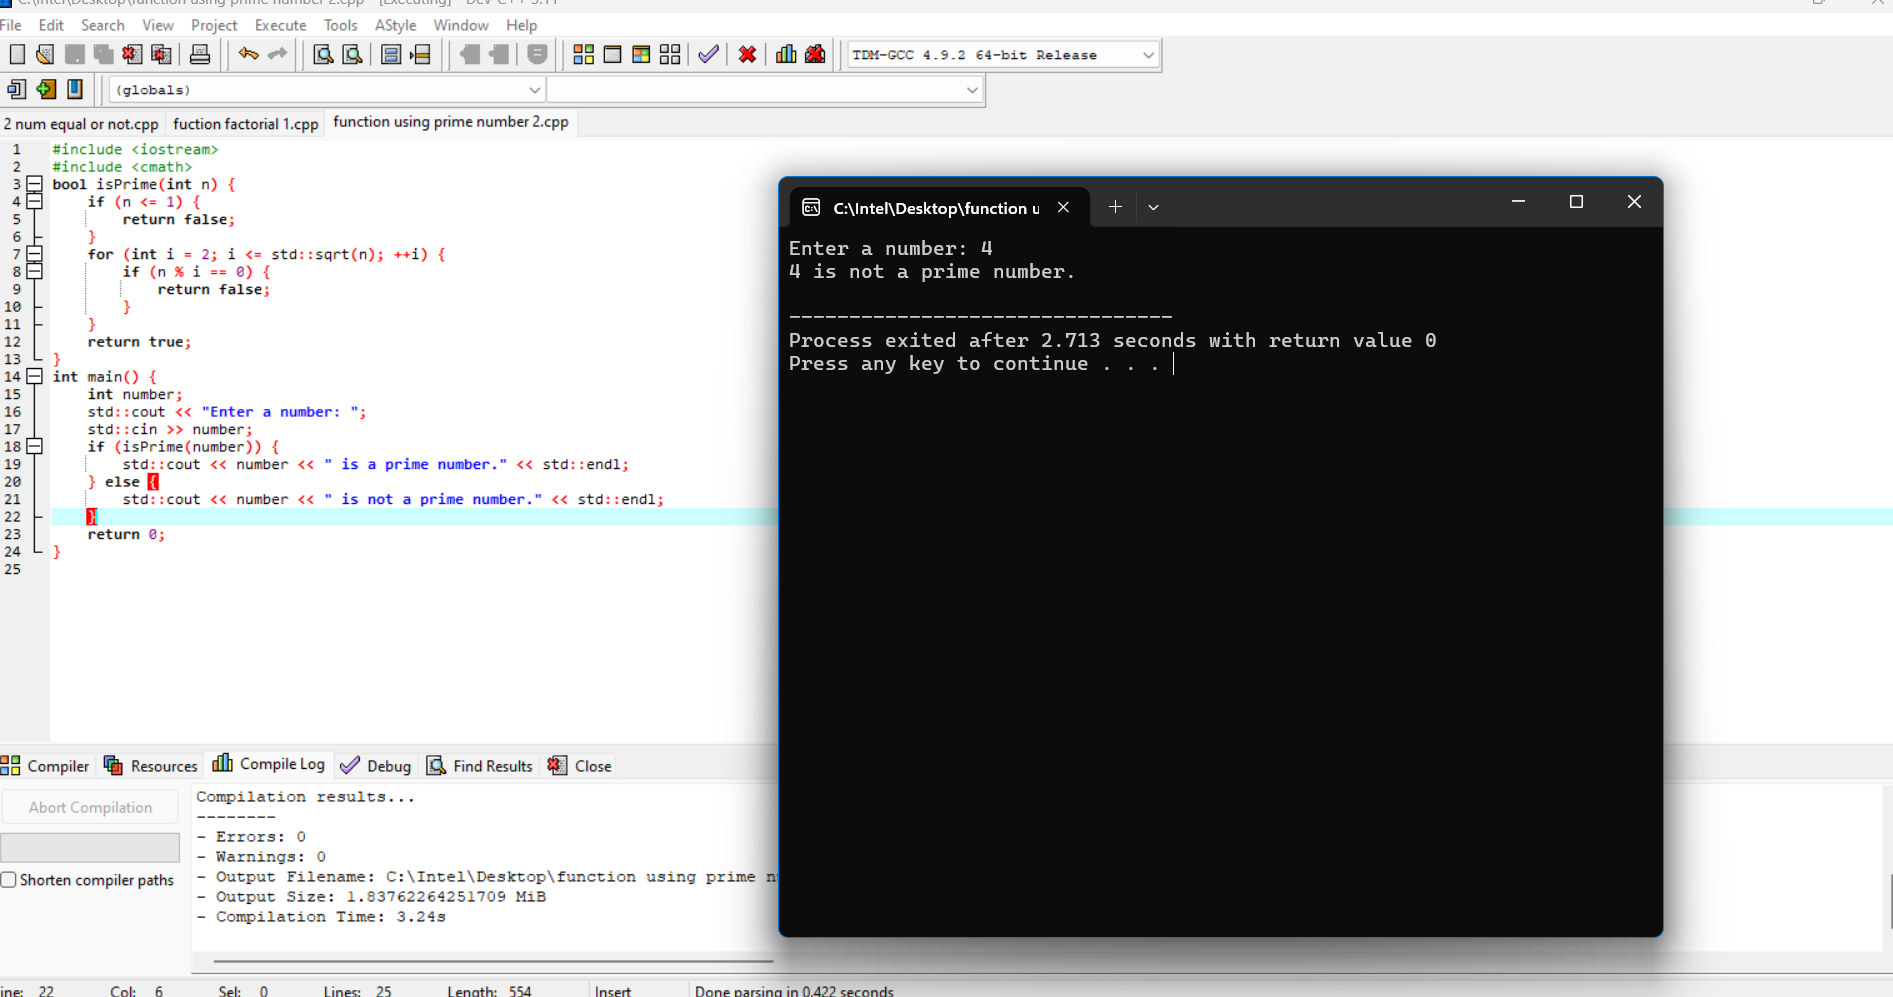 C:\Intel\Desktop\function using prime number 2.cpp - [Executing] - Dev-C++ 5.11
File Edit Search View Project Execute Tools AStyle Window Help
TDM-GCC 4.9.2 64-bit Release
(globals)
2 num equal or not.cpp fuction factorial 1.cpp function using prime number 2.cpp
1 #include <iostream>
2 #include <cmath>
3 bool isPrime(int n) {
4 if (n <= 1) {
5 return false;
6 }
7 for (int i = 2; i <= std::sqrt(n); ++i) {
8 if (n % i == 0) {
9 return false;
10 }
11 }
12 return true;
13 }
14 int main() {
15 int number;
16 std::cout << "Enter a number: ";
17 std::cin >> number;
18 if (isPrime(number)) {
19 std::cout << number << " is a prime number." << std::endl;
20 } else {
21 std::cout << number << " is not a prime number." << std::endl;
22 }
23 return 0;
24 }
25
C:\Intel\Desktop\function u
Enter a number: 4
4 is not a prime number.
--------------------------------
Process exited after 2.713 seconds with return value 0
Press any key to continue . . .
Compiler Resources Compile Log Debug Find Results Close
Abort Compilation
Shorten compiler paths
Compilation results...
--------
- Errors: 0
- Warnings: 0
- Output Filename: C:\Intel\Desktop\function using prime n
- Output Size: 1.83762264251709 MiB
- Compilation Time: 3.24s
ine: 22 Col: 6 Sel: 0 Lines: 25 Length: 554 Insert Done parsing in 0.422 seconds